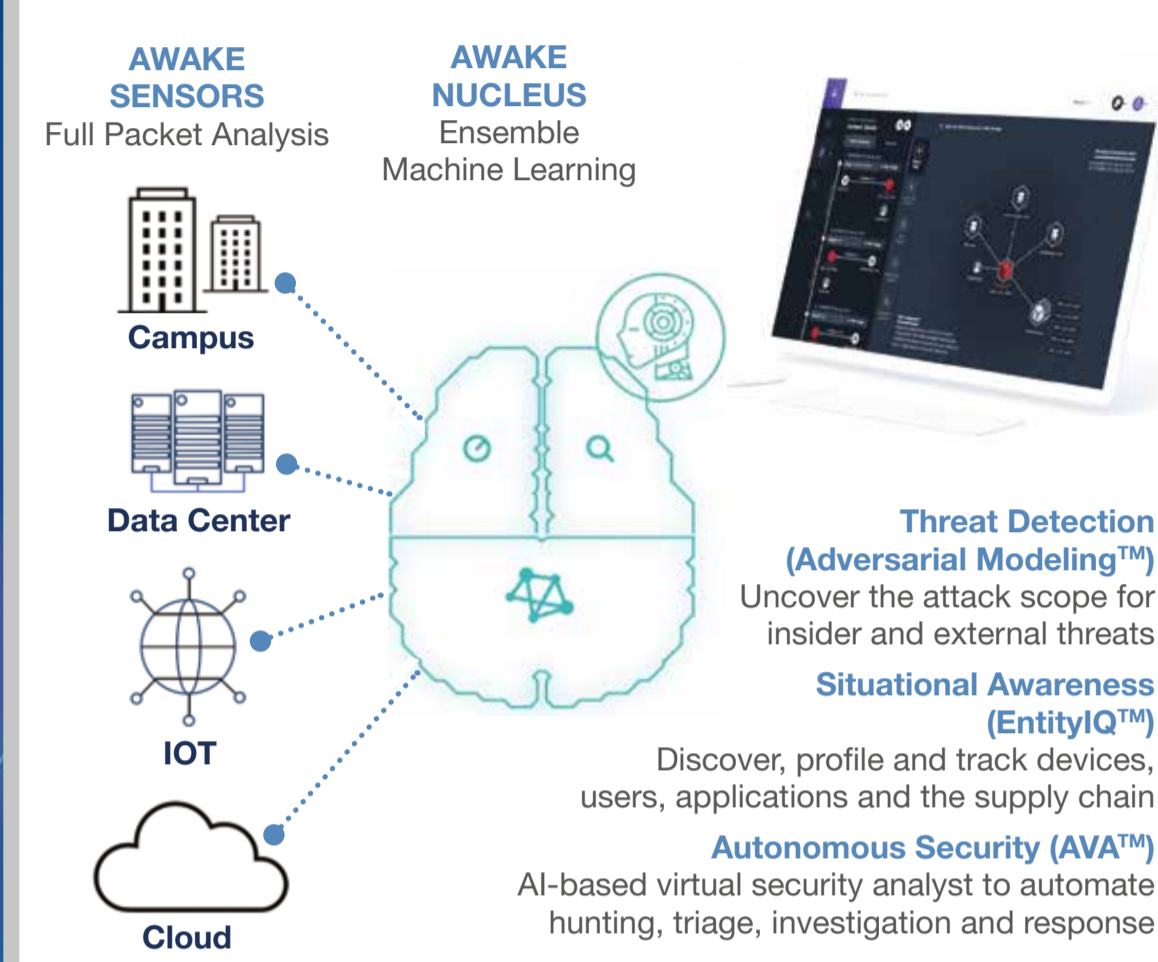 AWAKE
SENSORS
Full Packet Analysis
AWAKE
NUCLEUS
Ensemble
Machine Learning
Campus
Data Center
IOT
Cloud
Threat Detection
(Adversarial Modeling™)
Uncover the attack scope for
insider and external threats
Situational Awareness
(EntityIQ™)
Discover, profile and track devices,
users, applications and the supply chain
Autonomous Security (AVA™)
AI-based virtual security analyst to automate
hunting, triage, investigation and response